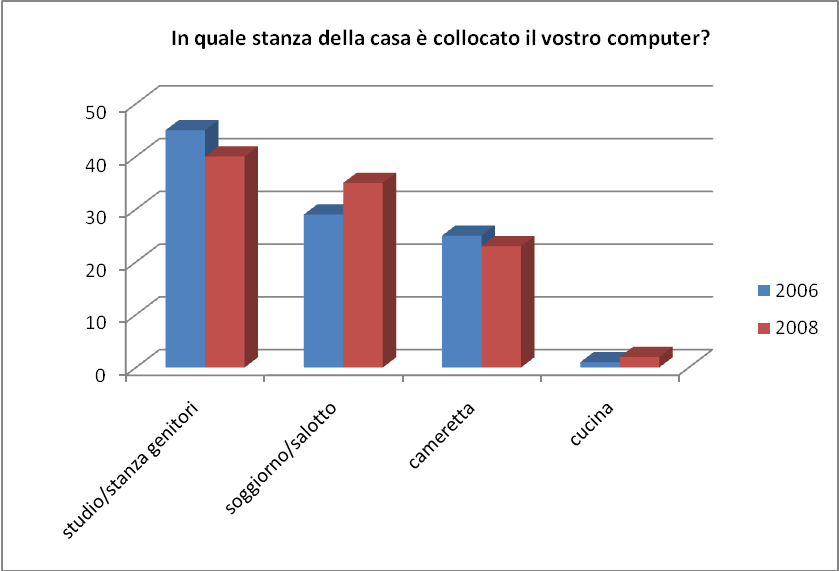 In quale stanza della casa è collocato il vostro computer?
50
40
30
20
10
0
studio/stanza genitori
soggiorno/salotto
cameretta
cucina
2006
2008